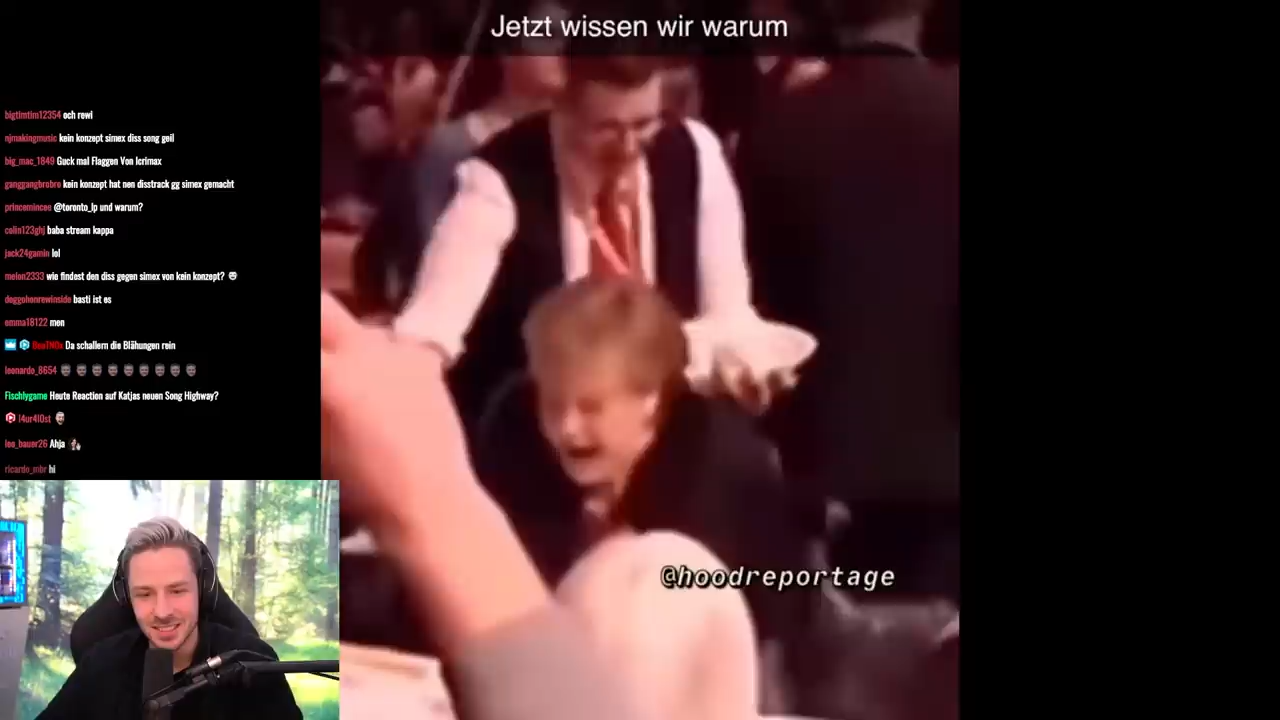 Jetzt wissen wir warum
bigtimtim12354 och rewi
njmakingmusic kein konzept simex diss song geil
big_mac_1849 Guck mal Flaggen Von Icrimax
ganggangbrobro kein konzept hat nen disstrack gg simex gemacht
princemincee @toronto_lp und warum?
colin123ghj baba stream kappa
jack24gamin lol
melon2333 wie findest den diss gegen simex von kein konzept?
doggohenrewinside basti ist es
emma18122 men
Da schallern die Blähungen rein
leonardo_8654
Fischlygame Heute Reaction auf Katjas neuen Song Highway?
l4ur4l0st
leo_bauer26 Ahja
ricardo_mbr hi
@hoodreportage